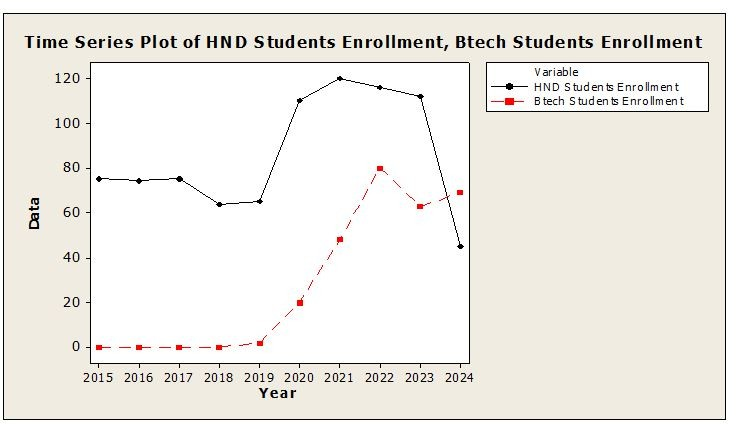 Time Series Plot of HND Students Enrollment, Btech Students Enrollment
Variable
HND Students Enrollment
Btech Students Enrollment
120
100
80
60
40
20
0
Data
2015 2016 2017 2018 2019 2020 2021 2022 2023 2024
Year